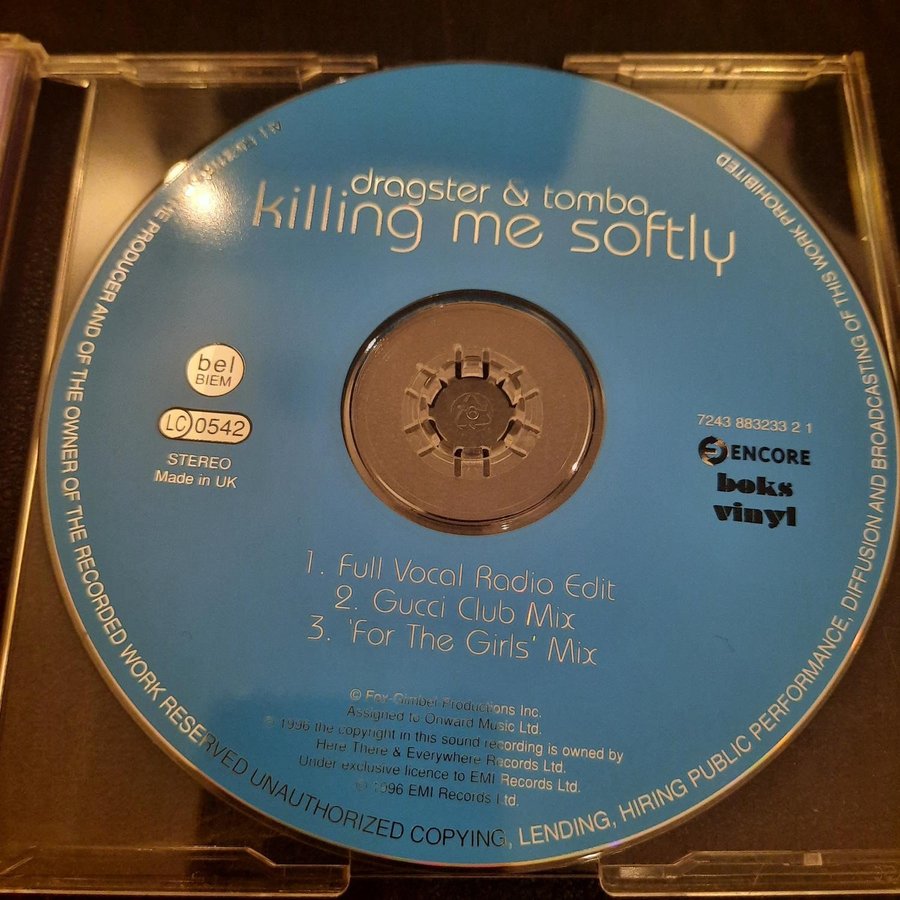 dragster & tomba
killing me softly
bel
BIEM
LC 0542
STEREO
Made in UK
7243 883233 2 1
ENCORE
boks
vinyl
1. Full Vocal Radio Edit
2. Gucci Club Mix
3. 'For The Girls' Mix
© Fox-Gimbel Productions Inc.
Assigned to Onward Music Ltd.
℗ 1996 the copyright in this sound recording is owned by
Here There & Everywhere Records Ltd.
Under exclusive licence to EMI Records Ltd.
© 1996 EMI Records Ltd.
PRODUCER AND OF THE OWNER OF THE RECORDED WORK RESERVED UNAUTHORIZED COPYING, LENDING, HIRING PUBLIC PERFORMANCE, DIFFUSION AND BROADCASTING OF THIS WORK PROHIBITED